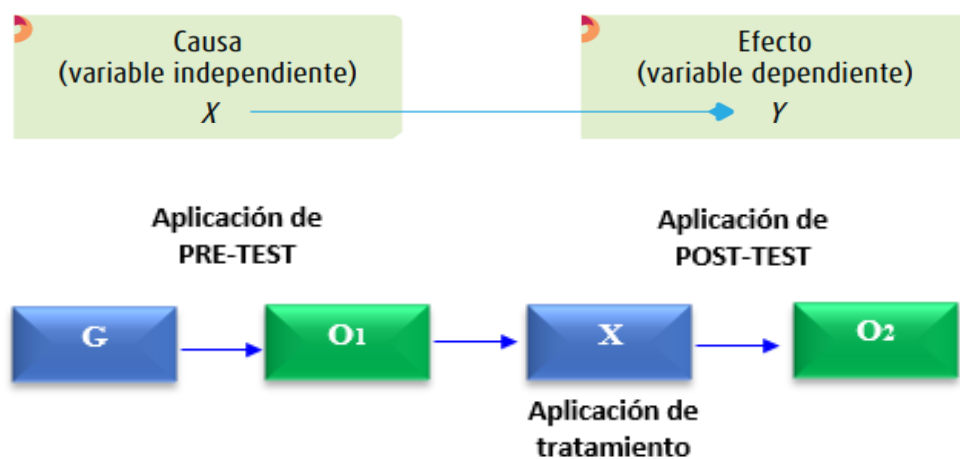 Causa
(variable independiente)
X
Efecto
(variable dependiente)
Y
Aplicación de
PRE-TEST
Aplicación de
POST-TEST
G
O1
X
O2
Aplicación de
tratamiento